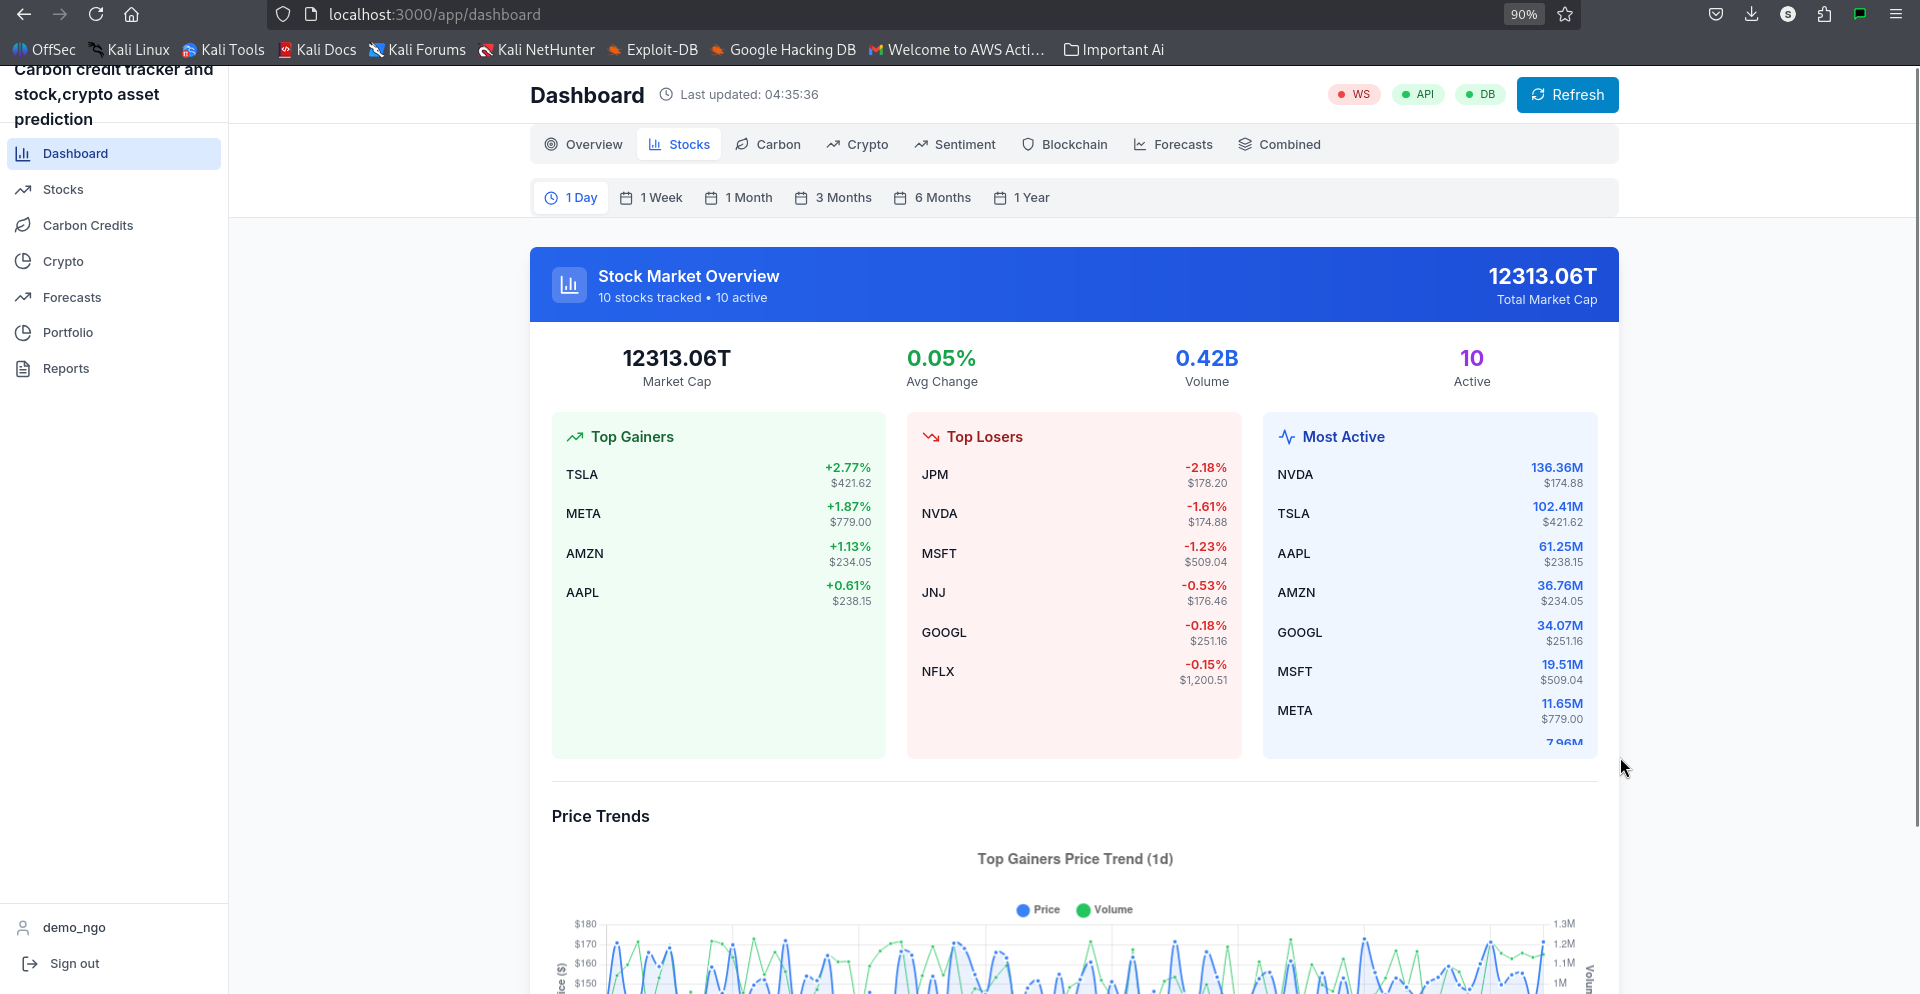 localhost:3000/app/dashboard
90%
S
OffSec
Kali Linux
Kali Tools
Kali Docs
Kali Forums
Kali NetHunter
Exploit-DB
Google Hacking DB
Welcome to AWS Acti…
Important Ai
Carbon credit tracker and
stock,crypto asset
prediction
Dashboard
Stocks
Carbon Credits
Crypto
Forecasts
Portfolio
Reports
demo_ngo
Sign out
Dashboard
Last updated: 04:35:36
WS
API
DB
Refresh
Overview
Stocks
Carbon
Crypto
Sentiment
Blockchain
Forecasts
Combined
1 Day
1 Week
1 Month
3 Months
6 Months
1 Year
Stock Market Overview
10 stocks tracked • 10 active
12313.06T
Total Market Cap
12313.06T
Market Cap
0.05%
Avg Change
0.42B
Volume
10
Active
Top Gainers
TSLA
+2.77%
$421.62
META
+1.87%
$779.00
AMZN
+1.13%
$234.05
AAPL
+0.61%
$238.15
Top Losers
JPM
-2.18%
$178.20
NVDA
-1.61%
$174.88
MSFT
-1.23%
$509.04
JNJ
-0.53%
$176.46
GOOGL
-0.18%
$251.16
NFLX
-0.15%
$1,200.51
Most Active
NVDA
136.36M
$174.88
TSLA
102.41M
$421.62
AAPL
61.25M
$238.15
AMZN
36.76M
$234.05
GOOGL
34.07M
$251.16
MSFT
19.51M
$509.04
META
11.65M
$779.00
7.96M
Price Trends
Top Gainers Price Trend (1d)
Price
Volume
$180
$170
$160
$150
1.3M
1.2M
1.1M
1M